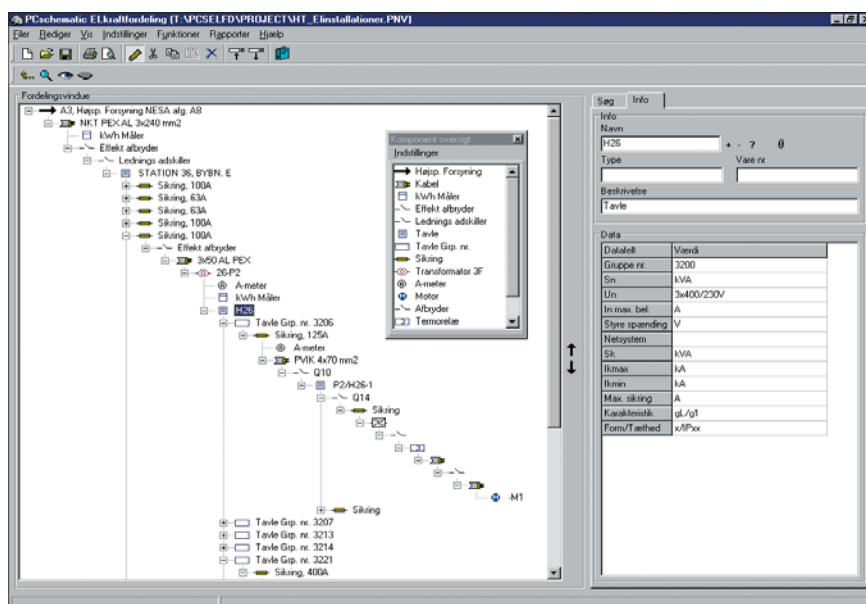 PCschematic ELkraftfordeling (T:\PCSELFD\PROJECT\HT_Elinstallationer.PNV)
Filer Rediger Vis Indstillinger Funktioner Rapporter Hjælp
Fordelingsvindue
A3, Højsp. Forsyning NESA afg. A8
NKT PEX AL 3x240 mm2
kWh Måler
Effekt afbryder
Lednings adskiller
STATION 36, BYBN. E
Sikring, 100A
Sikring, 63A
Sikring, 63A
Sikring, 100A
Sikring, 100A
Effekt afbryder
3x50 AL PEX
26-P2
A-meter
kWh Måler
H26
Tavle Grp. nr. 3206
Sikring, 125A
A-meter
PVIK 4x70 mm2
Q10
P2/H26-1
Q14
Sikring
-M1
Sikring
Tavle Grp. nr. 3207
Tavle Grp. nr. 3213
Tavle Grp. nr. 3214
Tavle Grp. nr. 3221
Sikring, 400A
Komponent oversigt
Indstillinger
Højsp. Forsyning
Kabel
kWh Måler
Effekt afbryder
Lednings adskiller
Tavle
Tavle Grp. nr.
Sikring
Transformator 3F
A-meter
Motor
Afbryder
Termorelæ
Søg Info
Info
Navn
H26 + - ? 0
Type Vare nr
Beskrivelse
Tavle
Data
Datafelt Værdi
Gruppe nr. 3200
Sn kVA
Un 3x400/230V
In max. bel. A
Styre spænding V
Netsystem
Sk kVA
Ikmax kA
Ikmin kA
Max. sikring A
Karakteristik gL/g1
Form/Tæthed x/IPxx